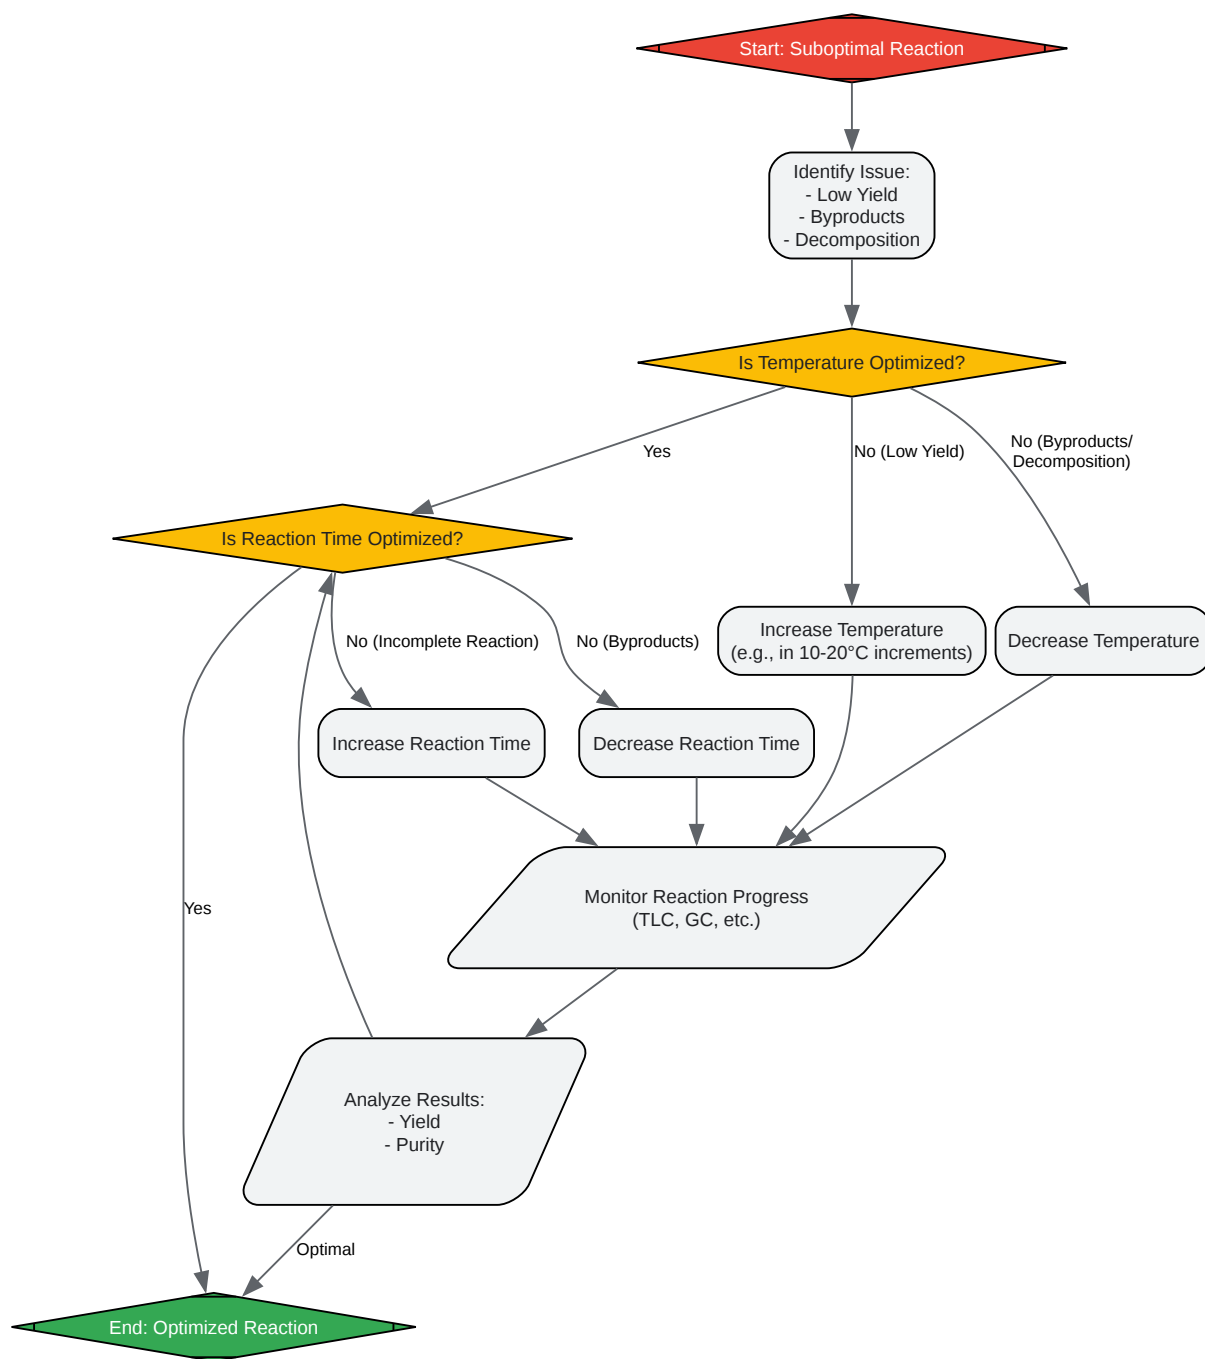 Start: Suboptimal Reaction
Identify Issue:
- Low Yield
- Byproducts
- Decomposition
Is Temperature Optimized?
Yes
No (Low Yield)
No (Byproducts/
Decomposition)
Is Reaction Time Optimized?
No (Incomplete Reaction)
No (Byproducts)
Increase Temperature
(e.g., in 10-20°C increments)
Decrease Temperature
Increase Reaction Time
Decrease Reaction Time
Monitor Reaction Progress
(TLC, GC, etc.)
Yes
Analyze Results:
- Yield
- Purity
Optimal
End: Optimized Reaction